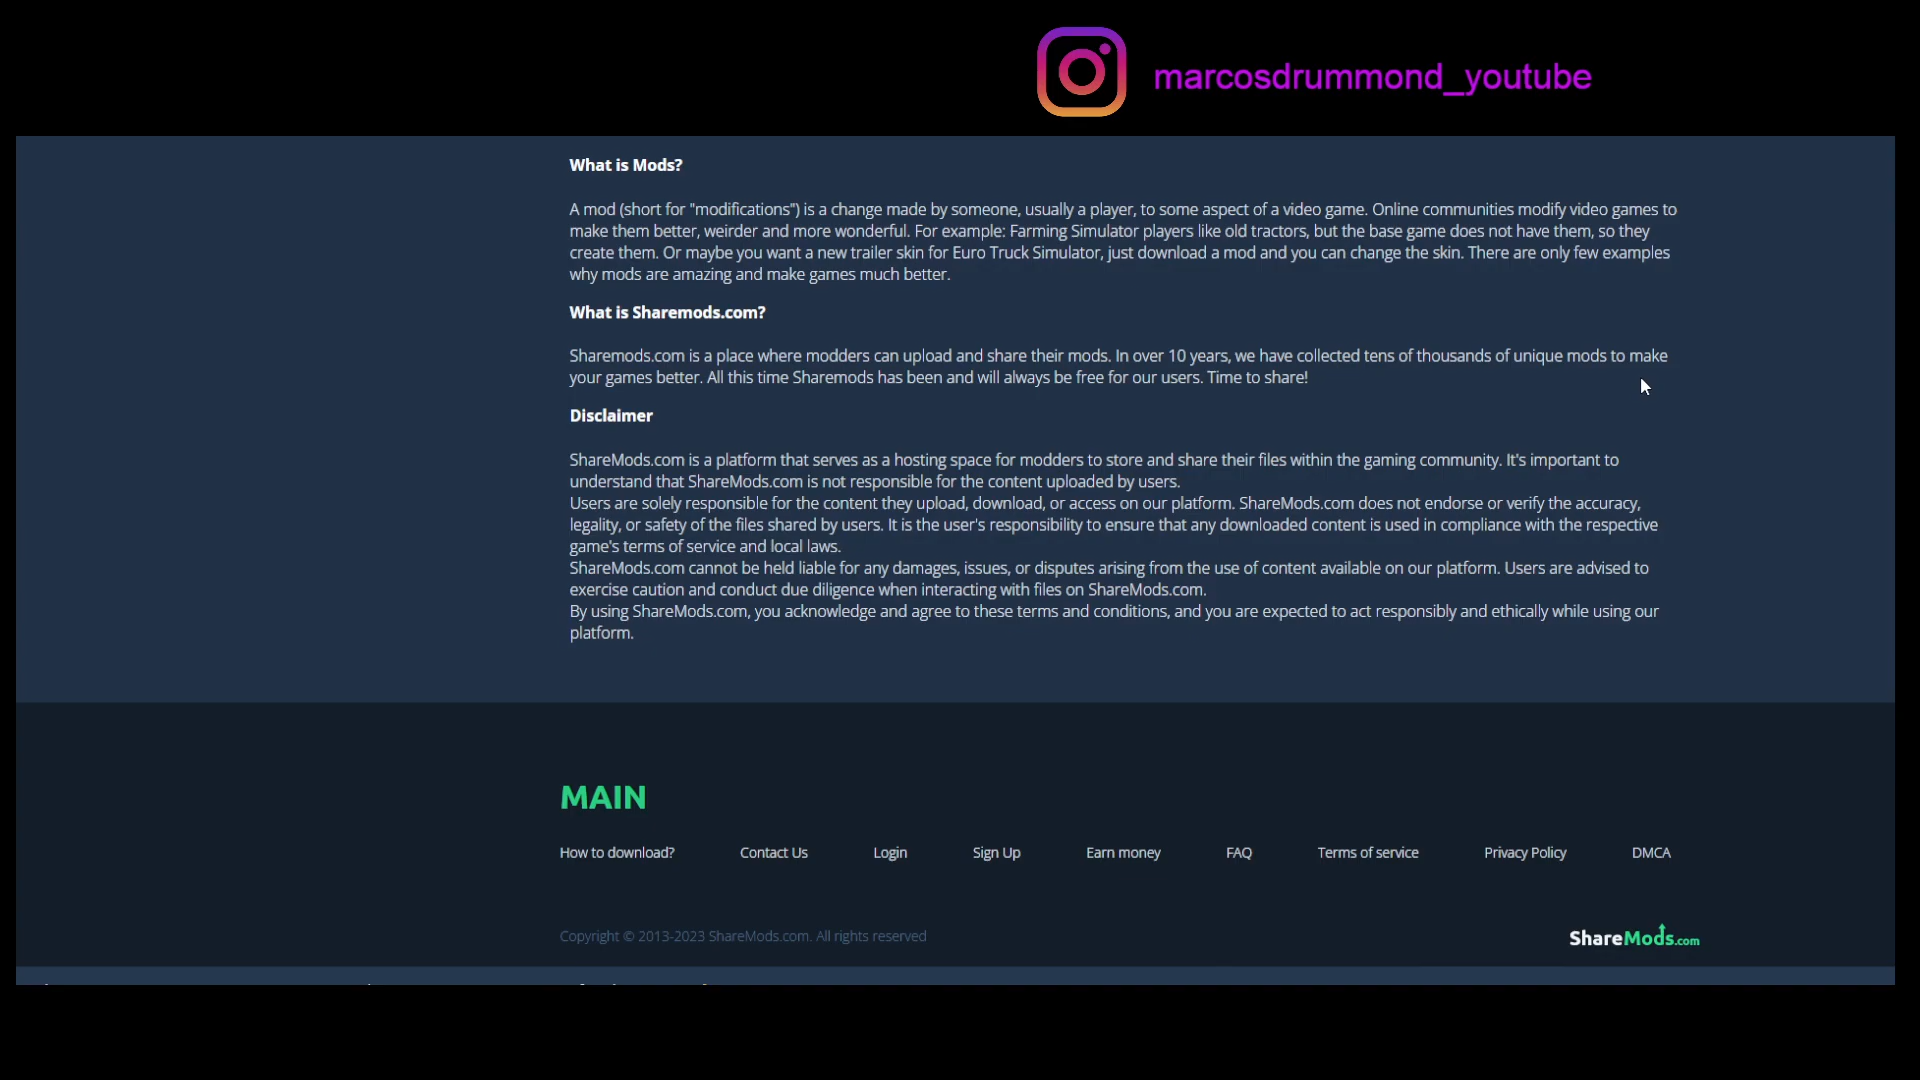 marcosdrummond_youtube
What is Mods?
A mod (short for "modifications") is a change made by someone, usually a player, to some aspect of a video game. Online communities modify video games to
make them better, weirder and more wonderful. For example: Farming Simulator players like old tractors, but the base game does not have them, so they
create them. Or maybe you want a new trailer skin for Euro Truck Simulator, just download a mod and you can change the skin. There are only few examples
why mods are amazing and make games much better.
What is Sharemods.com?
Sharemods.com is a place where modders can upload and share their mods. In over 10 years, we have collected tens of thousands of unique mods to make
your games better. All this time Sharemods has been and will always be free for our users. Time to share!
Disclaimer
ShareMods.com is a platform that serves as a hosting space for modders to store and share their files within the gaming community. It's important to
understand that ShareMods.com is not responsible for the content uploaded by users.
Users are solely responsible for the content they upload, download, or access on our platform. ShareMods.com does not endorse or verify the accuracy,
legality, or safety of the files shared by users. It is the user's responsibility to ensure that any downloaded content is used in compliance with the respective
game's terms of service and local laws.
ShareMods.com cannot be held liable for any damages, issues, or disputes arising from the use of content available on our platform. Users are advised to
exercise caution and conduct due diligence when interacting with files on ShareMods.com.
By using ShareMods.com, you acknowledge and agree to these terms and conditions, and you are expected to act responsibly and ethically while using our
platform.
MAIN
How to download? Contact Us Login Sign Up Earn money FAQ Terms of service Privacy Policy DMCA
Copyright © 2013-2023 ShareMods.com. All rights reserved
ShareMods.com